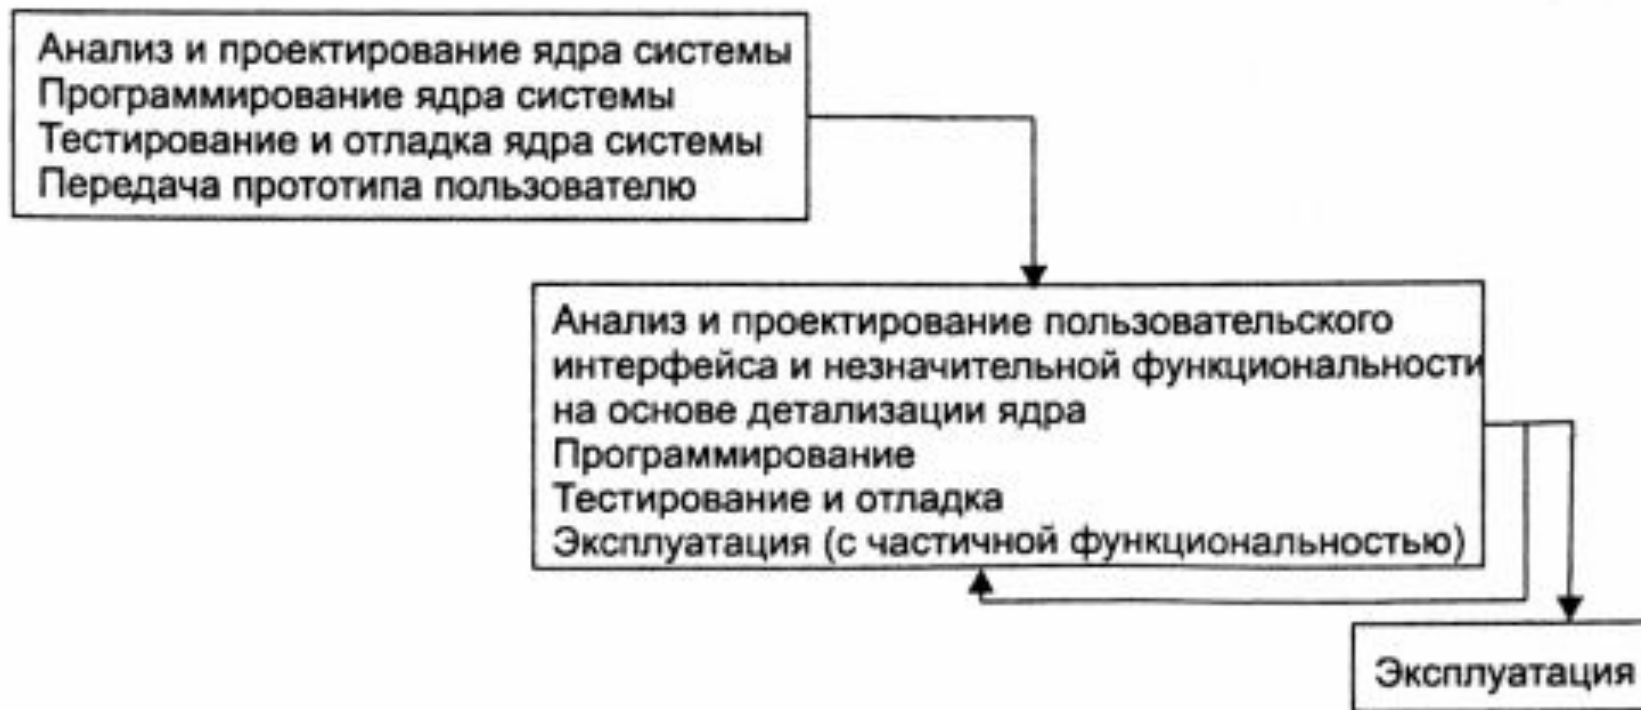 Анализ и проектирование ядра системы
Программирование ядра системы
Тестирование и отладка ядра системы
Передача прототипа пользователю
Анализ и проектирование пользовательского
интерфейса и незначительной функциональности
на основе детализации ядра
Программирование
Тестирование и отладка
Эксплуатация (с частичной функциональностью)
Эксплуатация